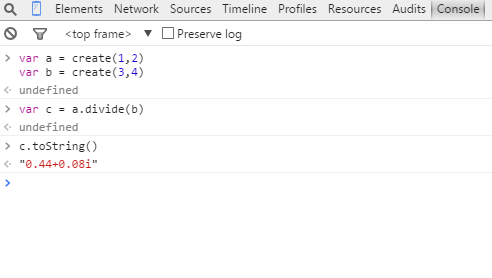 Elements Network Sources Timeline Profiles Resources Audits Console
<top frame> ▼ Preserve log
> var a = create(1,2)
var b = create(3,4)
<· undefined
> var c = a.divide(b)
<· undefined
> c.toString()
<· "0.44+0.08i"
>